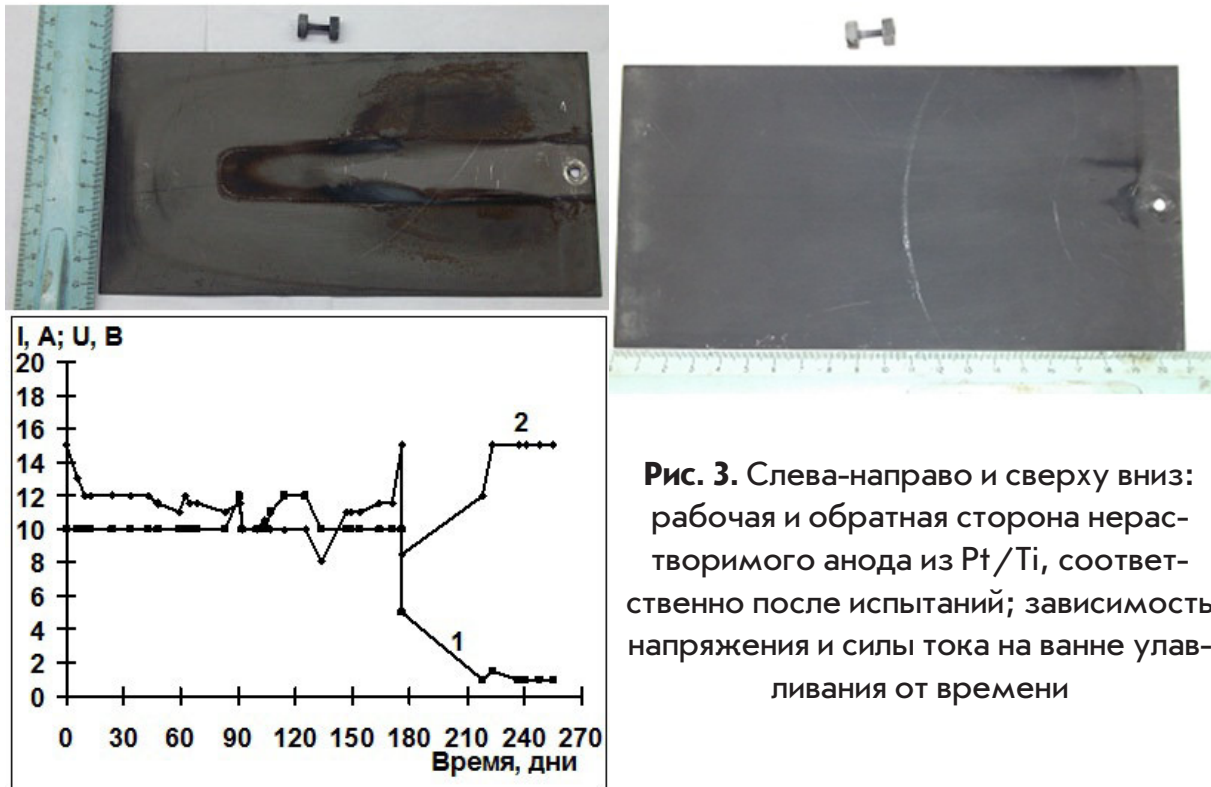 I, A; U, В
20
18
16
14
12
10
8
6
4
2
0
2
1
0 30 60 90 120 150 180 210 240 270
Время, дни
Рис. 3. Слева-направо и сверху вниз:
рабочая и обратная сторона нерас-
творимого анода из Pt/Ti, соответ-
ственно после испытаний; зависимость
напряжения и силы тока на ванне улав-
ливания от времени